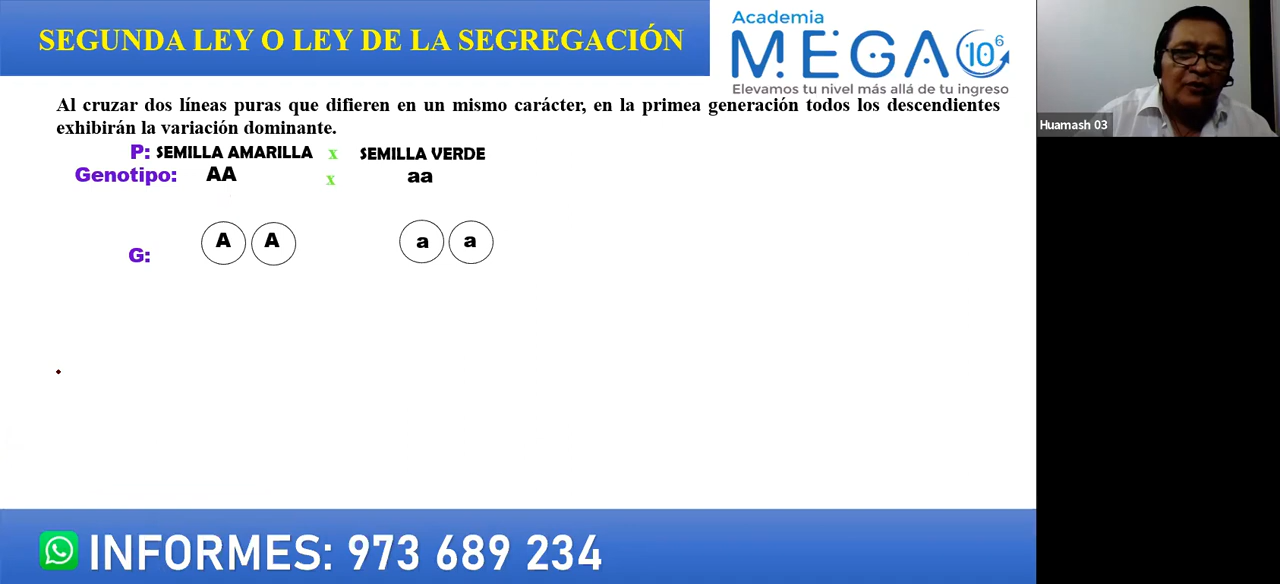 SEGUNDA LEY O LEY DE LA SEGREGACIÓN
Academia
MEGA 10⁶
Elevamos tu nivel más allá de tu ingreso
Huamash 03
Al cruzar dos líneas puras que difieren en un mismo carácter, en la primea generación todos los descendientes
exhibirán la variación dominante.
P: SEMILLA AMARILLA x SEMILLA VERDE
Genotipo: AA x aa
A A a a
G:
INFORMES: 973 689 234